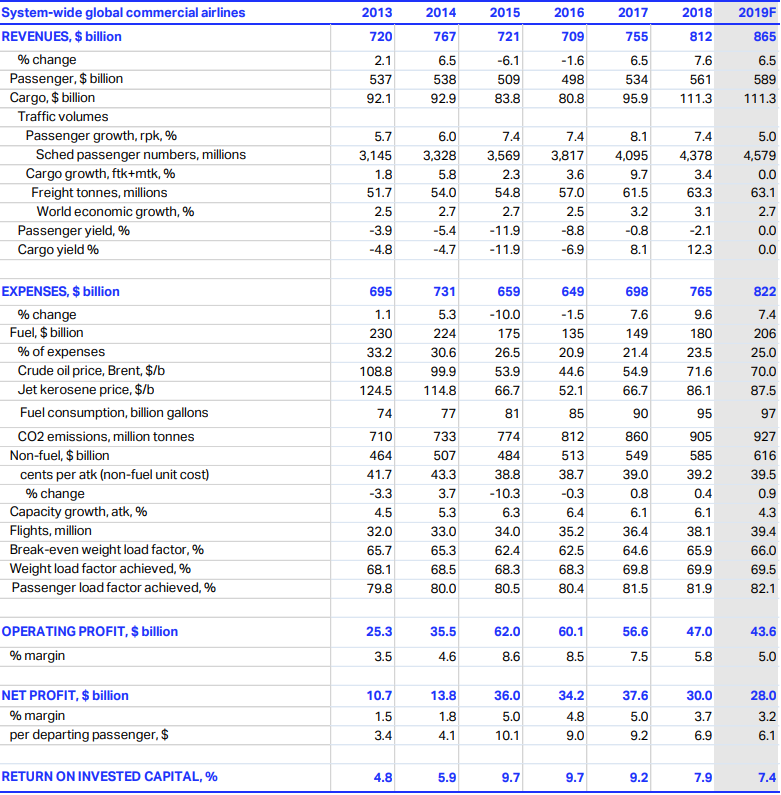 System-wide global commercial airlines 2013 2014 2015 2016 2017 2018 2019F
REVENUES, $ billion 720 767 721 709 755 812 865
% change 2.1 6.5 -6.1 -1.6 6.5 7.6 6.5
Passenger, $ billion 537 538 509 498 534 561 589
Cargo, $ billion 92.1 92.9 83.8 80.8 95.9 111.3 111.3
Traffic volumes
Passenger growth, rpk, % 5.7 6.0 7.4 7.4 8.1 7.4 5.0
Sched passenger numbers, millions 3,145 3,328 3,569 3,817 4,095 4,378 4,579
Cargo growth, ftk+mtk, % 1.8 5.8 2.3 3.6 9.7 3.4 0.0
Freight tonnes, millions 51.7 54.0 54.8 57.0 61.5 63.3 63.1
World economic growth, % 2.5 2.7 2.7 2.5 3.2 3.1 2.7
Passenger yield, % -3.9 -5.4 -11.9 -8.8 -0.8 -2.1 0.0
Cargo yield % -4.8 -4.7 -11.9 -6.9 8.1 12.3 0.0
EXPENSES, $ billion 695 731 659 649 698 765 822
% change 1.1 5.3 -10.0 -1.5 7.6 9.6 7.4
Fuel, $ billion 230 224 175 135 149 180 206
% of expenses 33.2 30.6 26.5 20.9 21.4 23.5 25.0
Crude oil price, Brent, $/b 108.8 99.9 53.9 44.6 54.9 71.6 70.0
Jet kerosene price, $/b 124.5 114.8 66.7 52.1 66.7 86.1 87.5
Fuel consumption, billion gallons 74 77 81 85 90 95 97
CO2 emissions, million tonnes 710 733 774 812 860 905 927
Non-fuel, $ billion 464 507 484 513 549 585 616
cents per atk (non-fuel unit cost) 41.7 43.3 38.8 38.7 39.0 39.2 39.5
% change -3.3 3.7 -10.3 -0.3 0.8 0.4 0.9
Capacity growth, atk, % 4.5 5.3 6.3 6.4 6.1 6.1 4.3
Flights, million 32.0 33.0 34.0 35.2 36.4 38.1 39.4
Break-even weight load factor, % 65.7 65.3 62.4 62.5 64.6 65.9 66.0
Weight load factor achieved, % 68.1 68.5 68.3 68.3 69.8 69.9 69.5
Passenger load factor achieved, % 79.8 80.0 80.5 80.4 81.5 81.9 82.1
OPERATING PROFIT, $ billion 25.3 35.5 62.0 60.1 56.6 47.0 43.6
% margin 3.5 4.6 8.6 8.5 7.5 5.8 5.0
NET PROFIT, $ billion 10.7 13.8 36.0 34.2 37.6 30.0 28.0
% margin 1.5 1.8 5.0 4.8 5.0 3.7 3.2
per departing passenger, $ 3.4 4.1 10.1 9.0 9.2 6.9 6.1
RETURN ON INVESTED CAPITAL, % 4.8 5.9 9.7 9.7 9.2 7.9 7.4